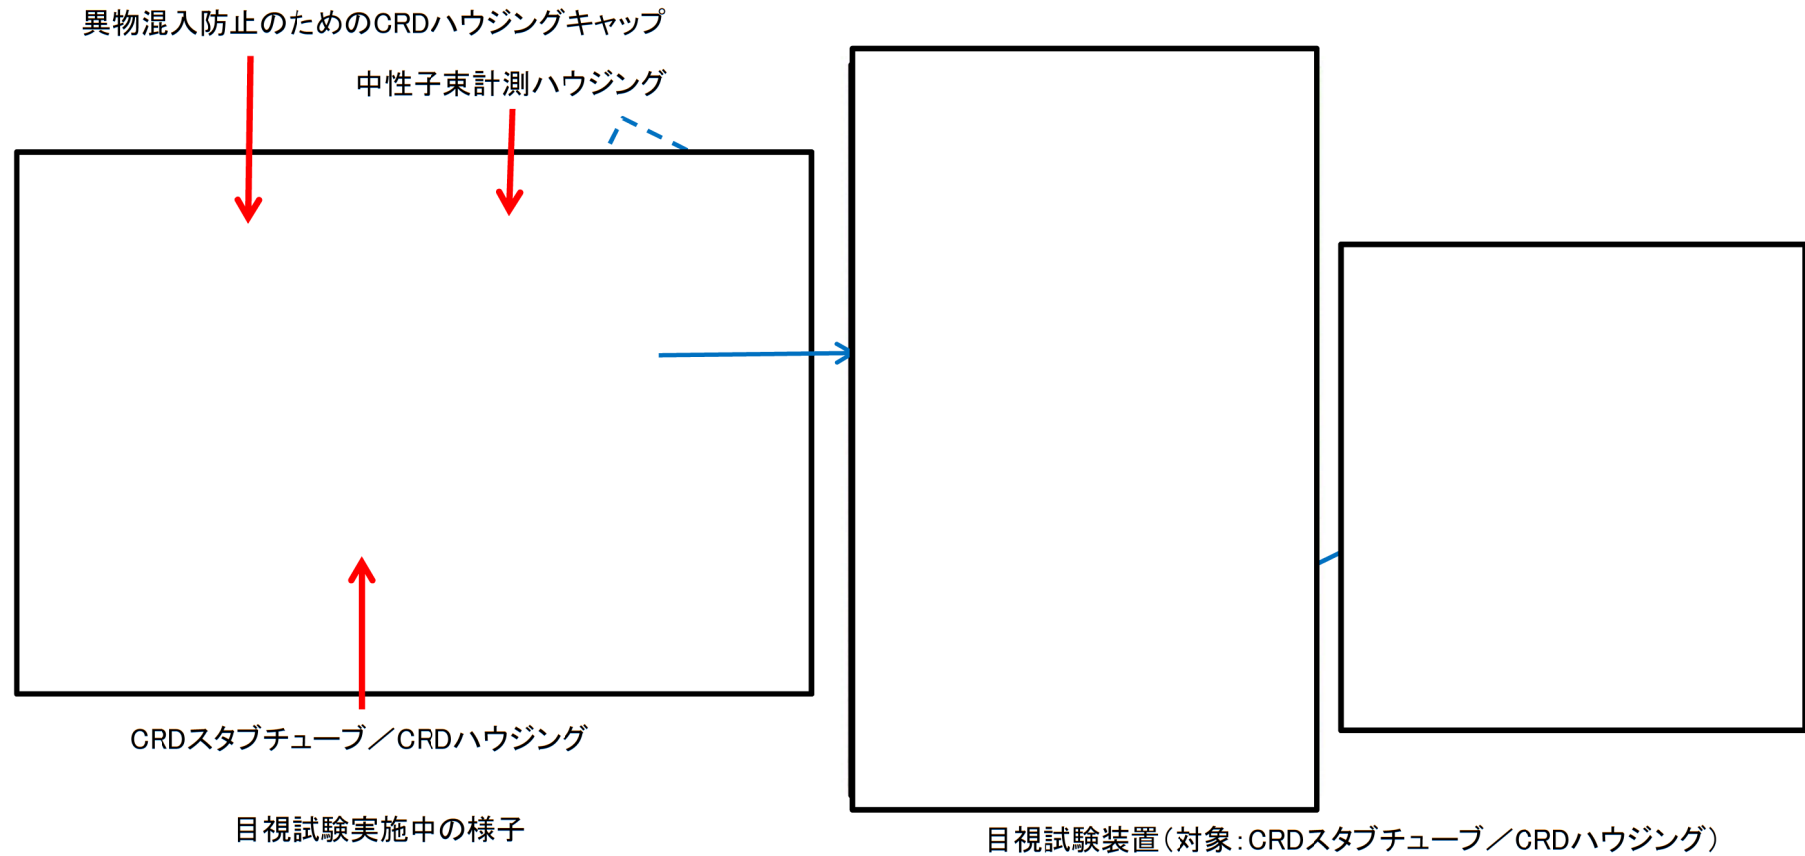 異物混入防止のためのCRDハウジングキャップ
中性子束計測ハウジング
CRDスタブチューブ／CRDハウジング
目視試験実施中の様子
目視試験装置（対象：CRDスタブチューブ／CRDハウジング）